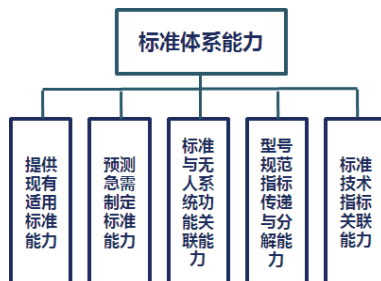 标准体系能力
提供
现有
适用
标准
能力
预测
急需
制定
标准
能力
标准
与无
人系
统功
能关
联能
力
型号
规范
指标
传递
与分
解能
力
标准
技术
指标
关联
能力